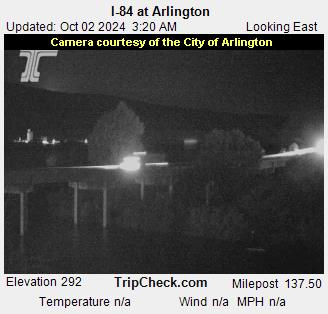 I-84 at Arlington
Updated: Oct 02 2024 3:20 AM Looking East
Camera courtesy of the City of Arlington
Elevation 292 TripCheck.com Milepost 137.50
Temperature n/a Wind n/a MPH n/a